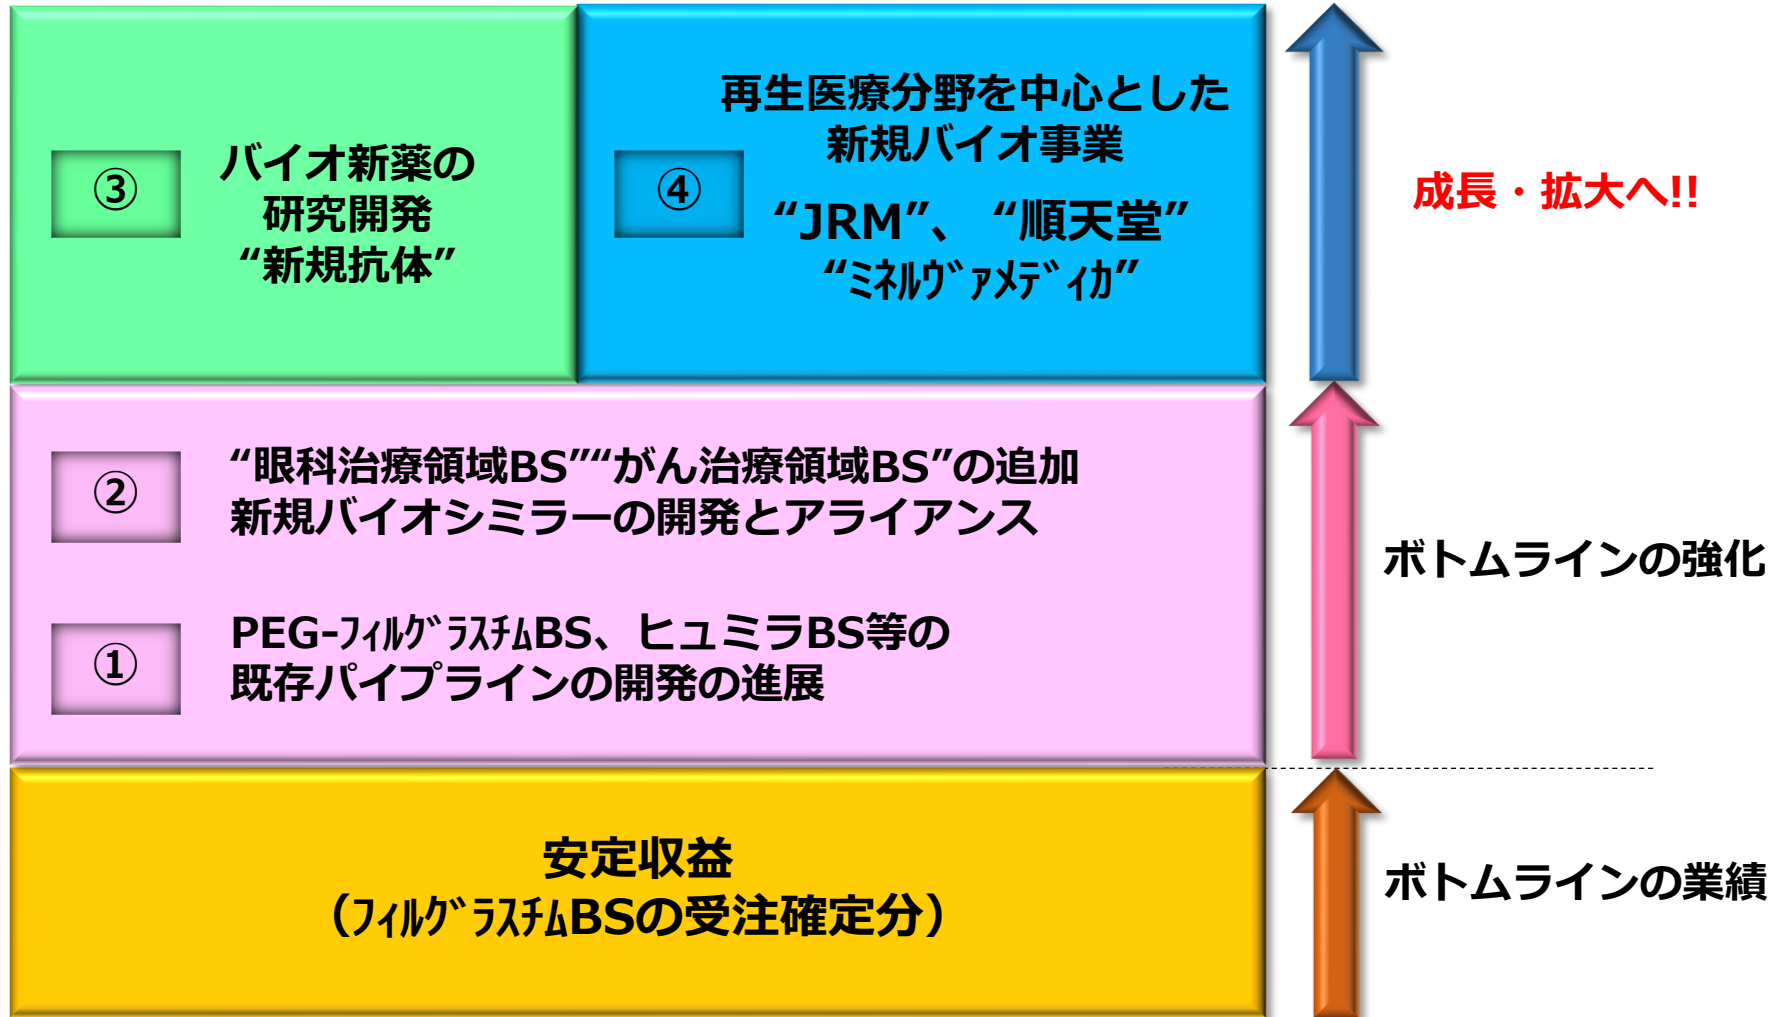 ③
バイオ新薬の
研究開発
“新規抗体”
④
再生医療分野を中心とした
新規バイオ事業
“JRM”、 “順天堂”
“ミネルヴァメディカ”
成長・拡大へ!!
②
“眼科治療領域BS”“がん治療領域BS”の追加
新規バイオシミラーの開発とアライアンス
①
PEG-フィルグラスチムBS、ヒュミラBS等の
既存パイプラインの開発の進展
ボトムラインの強化
安定収益
（フィルグラスチムBSの受注確定分）
ボトムラインの業績